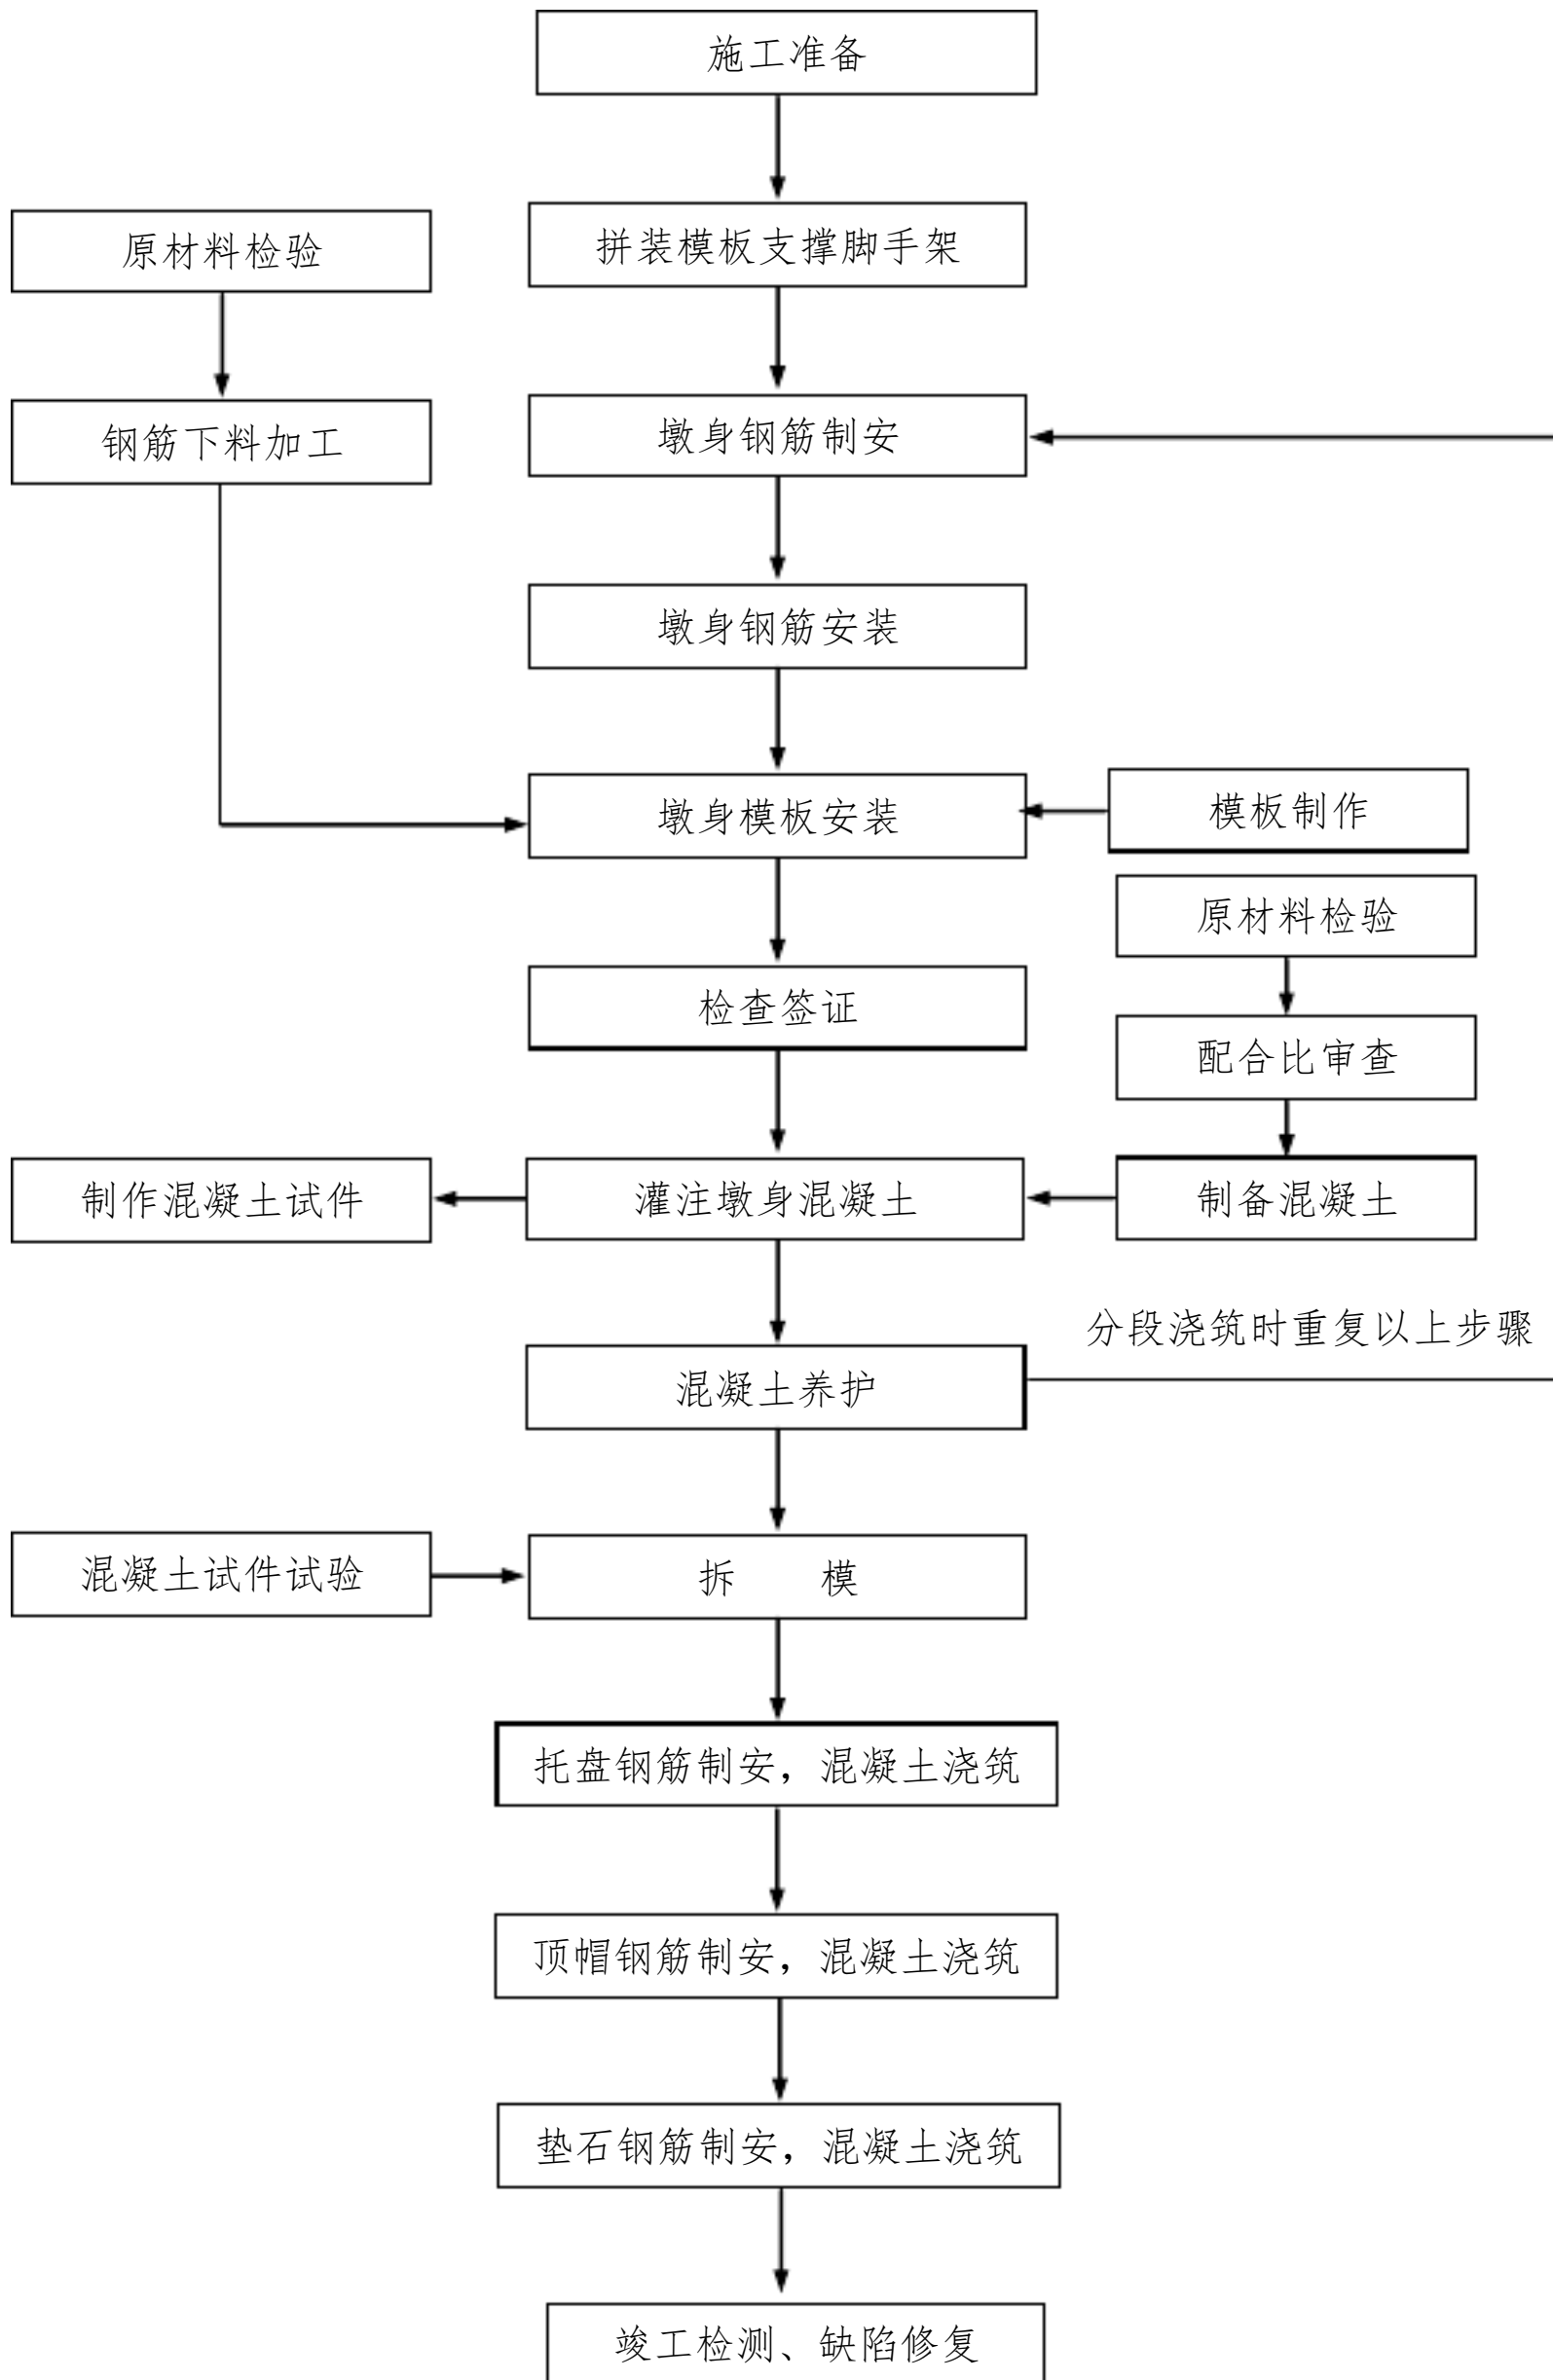 施工准备
原材料检验
拼装模板支撑脚手架
钢筋下料加工
墩身钢筋制安
墩身钢筋安装
墩身模板安装
模板制作
原材料检验
检查签证
配合比审查
制作混凝土试件
灌注墩身混凝土
制备混凝土
分段浇筑时重复以上步骤
混凝土养护
混凝土试件试验
拆 模
托盘钢筋制安，混凝土浇筑
顶帽钢筋制安，混凝土浇筑
垫石钢筋制安，混凝土浇筑
竣工检测、缺陷修复